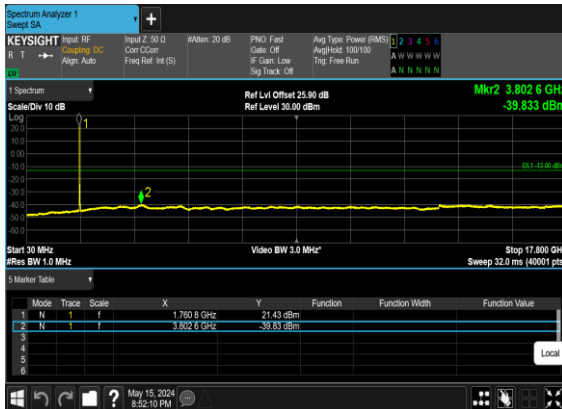 Spectrum Analyzer 1
Swept SA
+
KEYSIGHT Input: RF Input Z: 50 Ω #Atten: 20 dB PNO: Fast Avg Type: Power (RMS) 1 2 3 4 5 6
R T Coupling: DC Corr CCorr Gate: Off Avg|Hold: 100/100 A W W W W W
Align: Auto Freq Ref: Int (S) IF Gain: Low Trig: Free Run
Sig Track: Off A N N N N N
1 Spectrum
Ref Lvl Offset 25.90 dB Mkr2 3.802 6 GHz
Scale/Div 10 dB Ref Level 30.00 dBm -39.833 dBm
Log
1
20.0
10.0
0.00
-10.0
DL1 -13.00 dBm
-20.0
-30.0
2
-40.0
-50.0
-60.0
Start 30 MHz Video BW 3.0 MHz* Stop 17.800 GHz
#Res BW 1.0 MHz Sweep 32.0 ms (40001 pts)
5 Marker Table
Mode Trace Scale X Y Function Function Width Function Value
1 N 1 f 1.760 8 GHz 21.43 dBm
2 N 1 f 3.802 6 GHz -39.83 dBm
3
4
5
6
Local
? May 15, 2024
8:52:10 PM